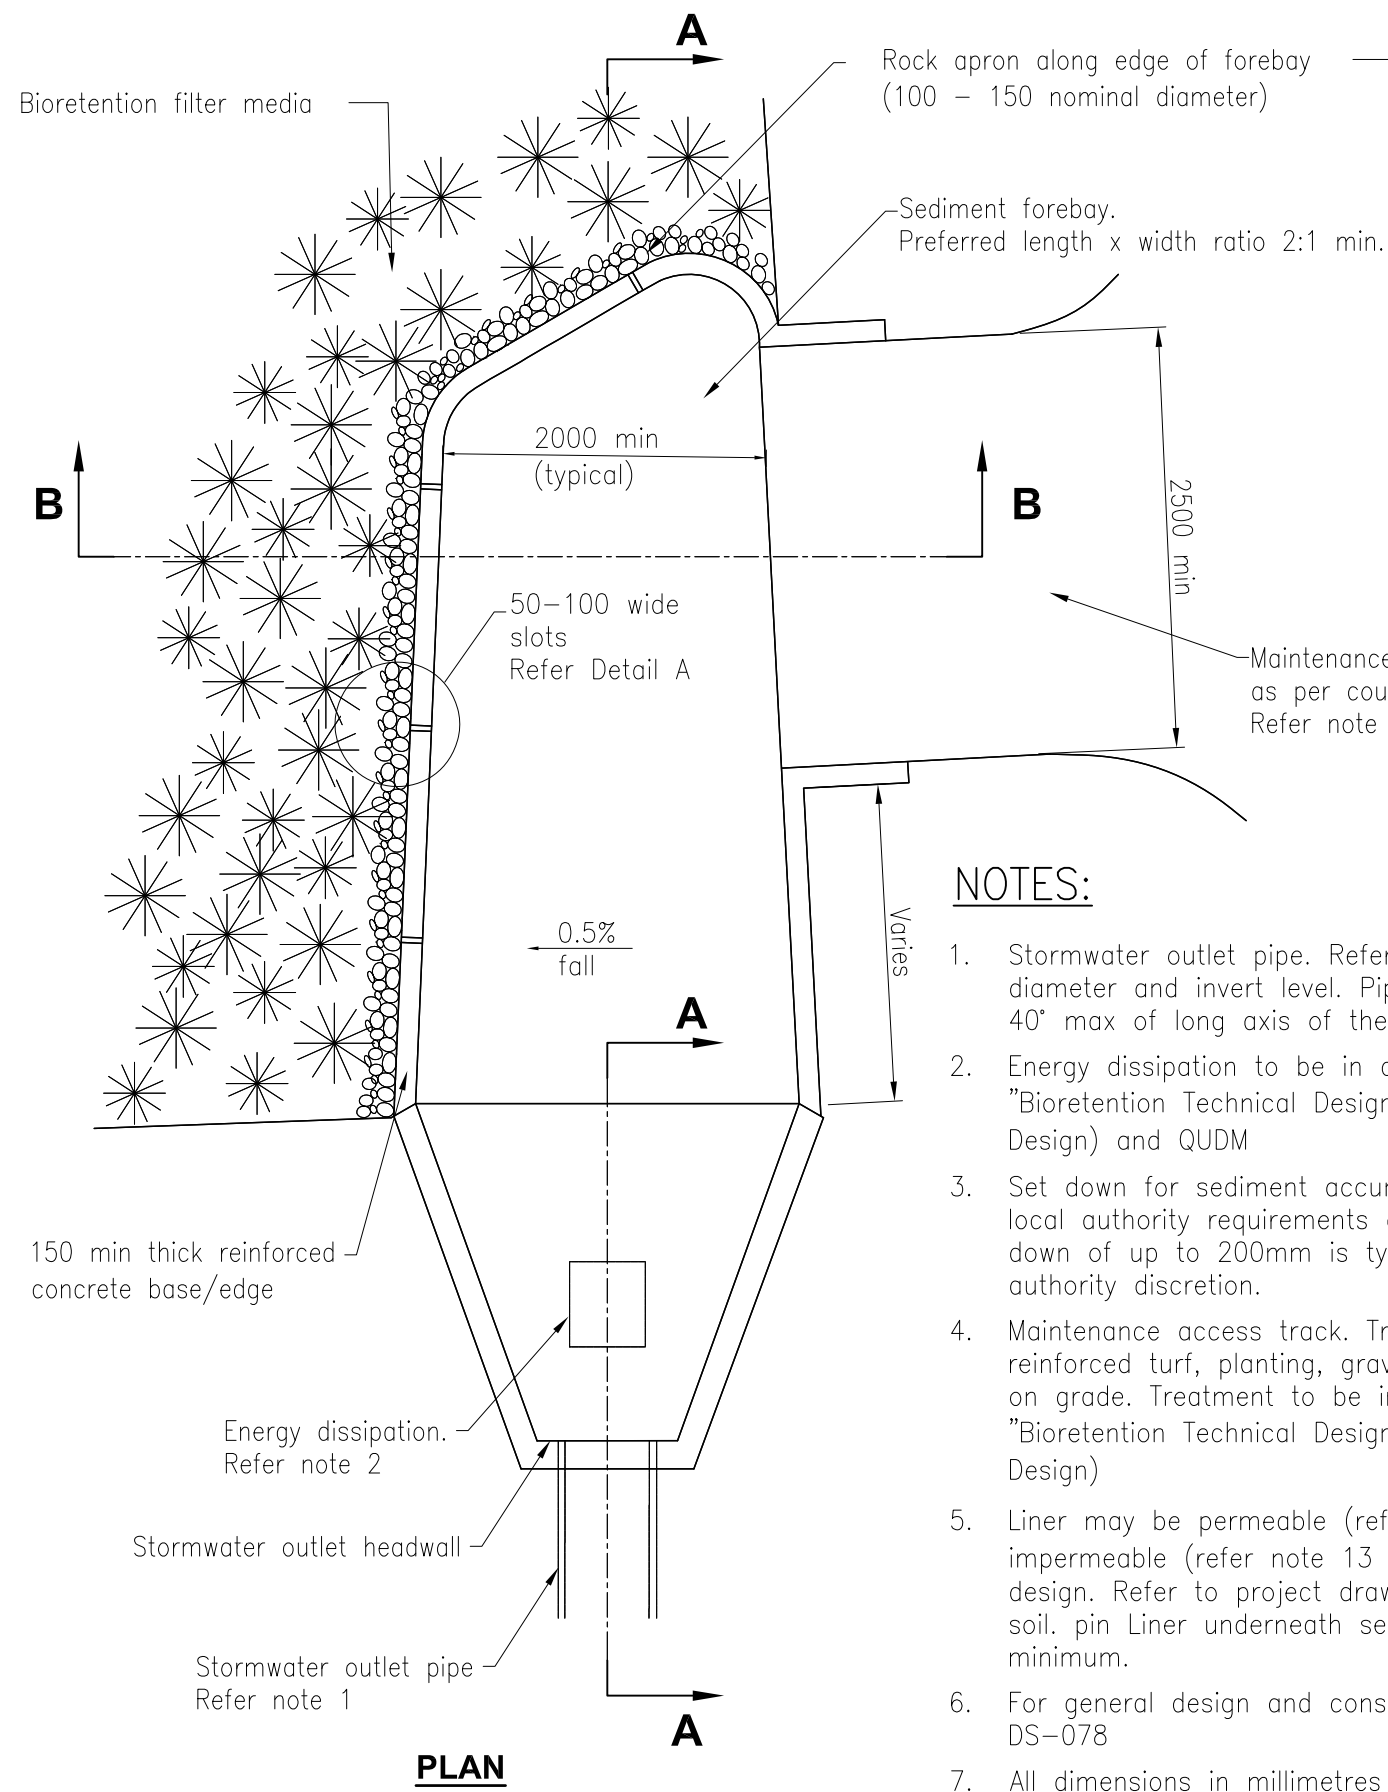 A
Rock apron along edge of forebay
(100 - 150 nominal diameter)
Bioretention filter media
Sediment forebay.
Preferred length x width ratio 2:1 min.
2000 min
(typical)
B
B
2500 min
50-100 wide
slots
Refer Detail A
Maintenance
as per cou
Refer note
Varies
0.5%
fall
A
150 min thick reinforced
concrete base/edge
Energy dissipation.
Refer note 2
Stormwater outlet headwall
Stormwater outlet pipe
Refer note 1
A
PLAN
NOTES:
1. Stormwater outlet pipe. Refer
diameter and invert level. Pip
40° max of long axis of the
2. Energy dissipation to be in a
"Bioretention Technical Design
Design) and QUDM
3. Set down for sediment accum
local authority requirements
down of up to 200mm is ty
authority discretion.
4. Maintenance access track. Tr
reinforced turf, planting, grav
on grade. Treatment to be in
"Bioretention Technical Design
Design)
5. Liner may be permeable (ref
impermeable (refer note 13
design. Refer to project draw
soil. pin Liner underneath se
minimum.
6. For general design and cons
DS-078
7. All dimensions in millimetres